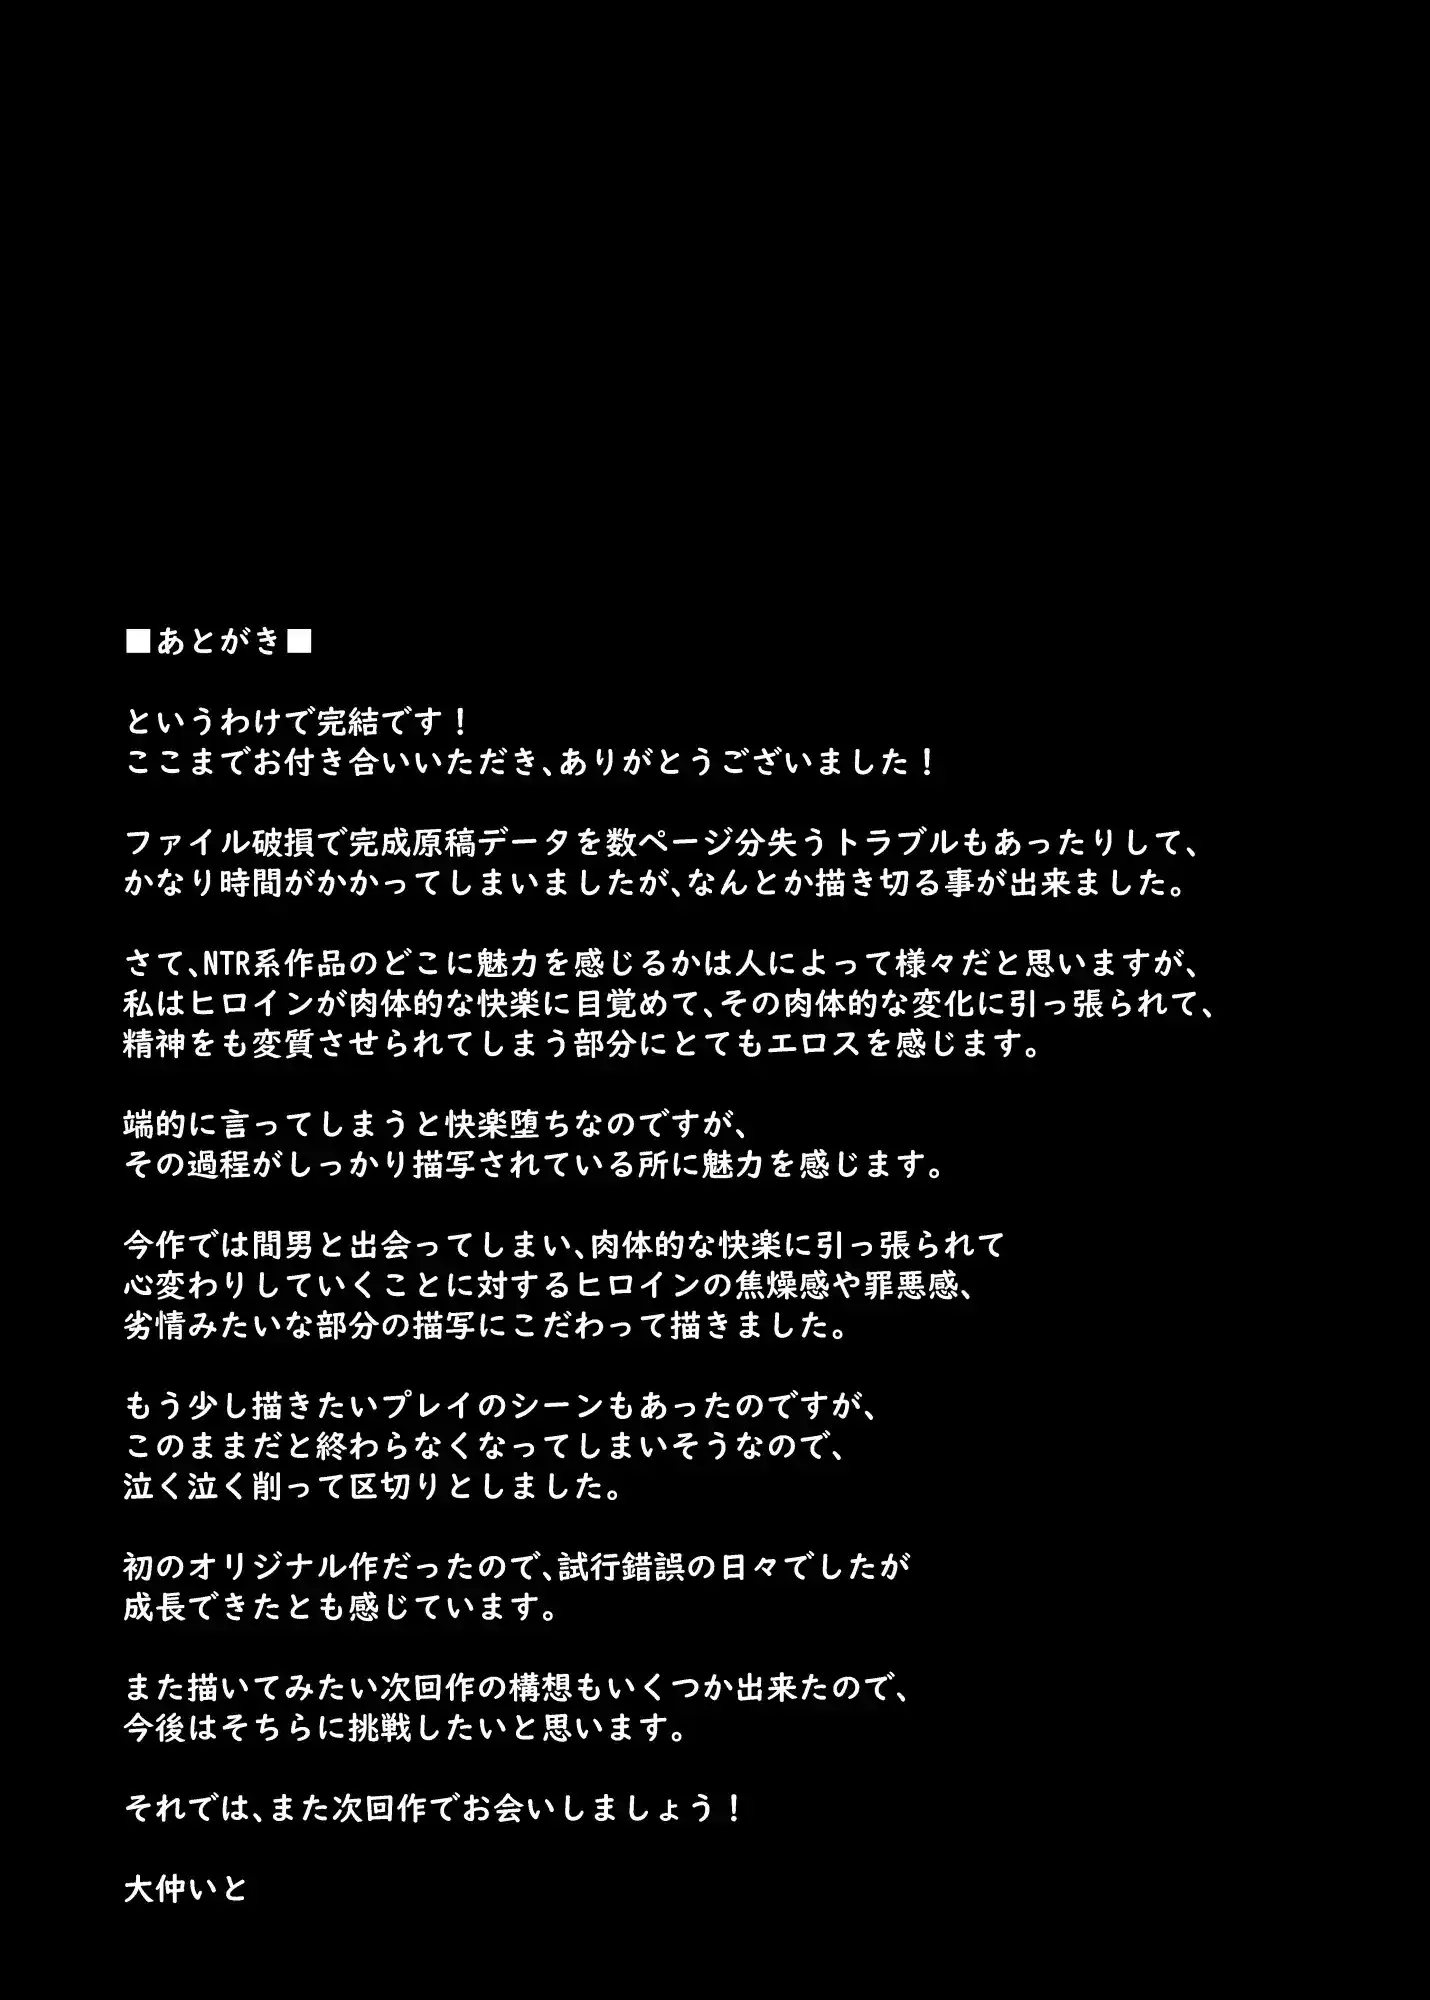 ■あとがき■
というわけで完結です！
ここまでお付き合いいただき、ありがとうございました！
ファイル破損で完成原稿データを数ページ分失うトラブルもあったりして、
かなり時間がかかってしまいましたが、なんとか描き切る事が出来ました。
さて、NTR系作品のどこに魅力を感じるかは人によって様々だと思いますが、
私はヒロインが肉体的な快楽に目覚めて、その肉体的な変化に引っ張られて、
精神をも変質させられてしまう部分にとてもエロスを感じます。
端的に言ってしまうと快楽堕ちなのですが、
その過程がしっかり描写されている所に魅力を感じます。
今作では間男と出会ってしまい、肉体的な快楽に引っ張られて
心変わりしていくことに対するヒロインの焦燥感や罪悪感、
劣情みたいな部分の描写にこだわって描きました。
もう少し描きたいプレイのシーンもあったのですが、
このままだと終わらなくなってしまいそうなので、
泣く泣く削って区切りとしました。
初のオリジナル作だったので、試行錯誤の日々でしたが
成長できたとも感じています。
また描いてみたい次回作の構想もいくつか出来たので、
今後はそちらに挑戦したいと思います。
それでは、また次回作でお会いしましょう！
大仲いと